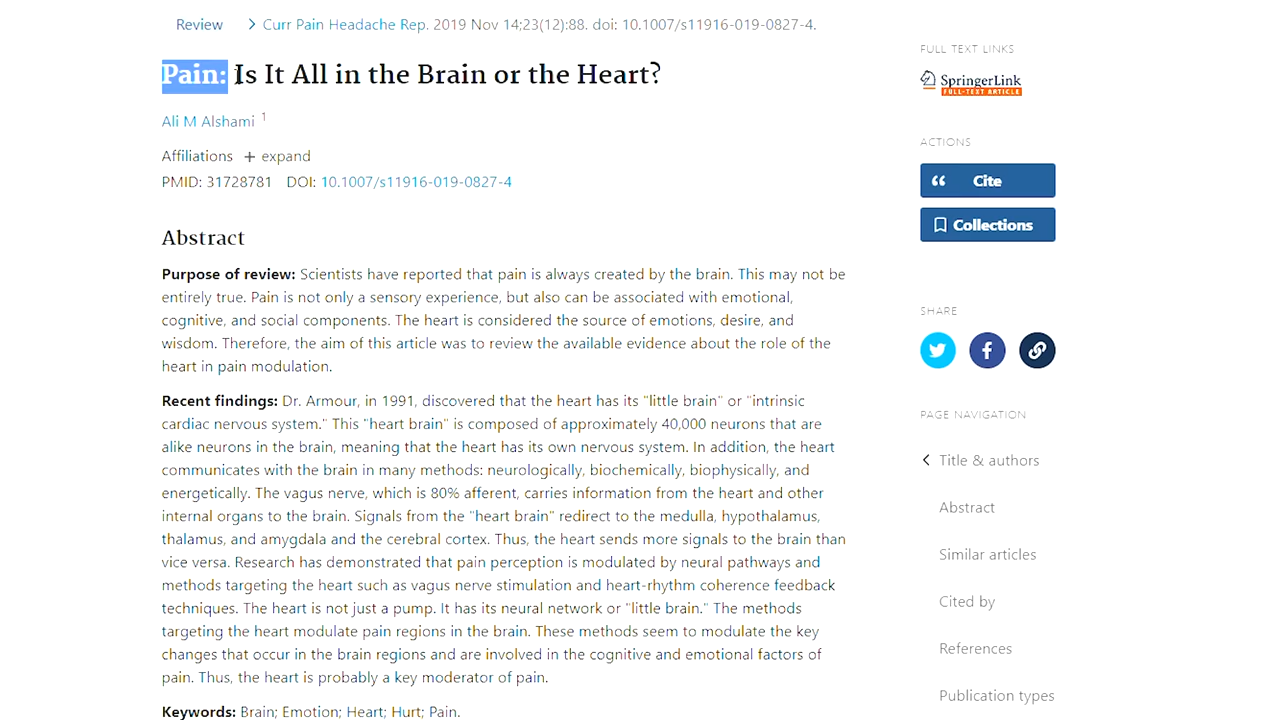 Review > Curr Pain Headache Rep. 2019 Nov 14;23(12):88. doi: 10.1007/s11916-019-0827-4.
Pain: Is It All in the Brain or the Heart?
Ali M Alshami 1
Affiliations + expand
PMID: 31728781 DOI: 10.1007/s11916-019-0827-4
Abstract
Purpose of review: Scientists have reported that pain is always created by the brain. This may not be
entirely true. Pain is not only a sensory experience, but also can be associated with emotional,
cognitive, and social components. The heart is considered the source of emotions, desire, and
wisdom. Therefore, the aim of this article was to review the available evidence about the role of the
heart in pain modulation.
Recent findings: Dr. Armour, in 1991, discovered that the heart has its "little brain" or "intrinsic
cardiac nervous system." This "heart brain" is composed of approximately 40,000 neurons that are
alike neurons in the brain, meaning that the heart has its own nervous system. In addition, the heart
communicates with the brain in many methods: neurologically, biochemically, biophysically, and
energetically. The vagus nerve, which is 80% afferent, carries information from the heart and other
internal organs to the brain. Signals from the "heart brain" redirect to the medulla, hypothalamus,
thalamus, and amygdala and the cerebral cortex. Thus, the heart sends more signals to the brain than
vice versa. Research has demonstrated that pain perception is modulated by neural pathways and
methods targeting the heart such as vagus nerve stimulation and heart-rhythm coherence feedback
techniques. The heart is not just a pump. It has its neural network or "little brain." The methods
targeting the heart modulate pain regions in the brain. These methods seem to modulate the key
changes that occur in the brain regions and are involved in the cognitive and emotional factors of
pain. Thus, the heart is probably a key moderator of pain.
Keywords: Brain; Emotion; Heart; Hurt; Pain.
FULL TEXT LINKS
SpringerLink
FULL-TEXT ARTICLE
ACTIONS
Cite
Collections
SHARE
PAGE NAVIGATION
Title & authors
Abstract
Similar articles
Cited by
References
Publication types